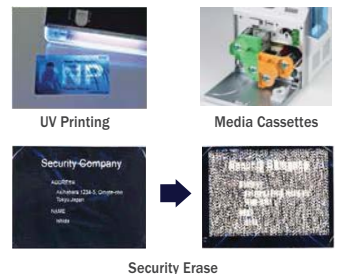 NP
UV Printing
Media Cassettes
Security Company
ADDRESS
Tokyo Japan
NAME
Security Erase